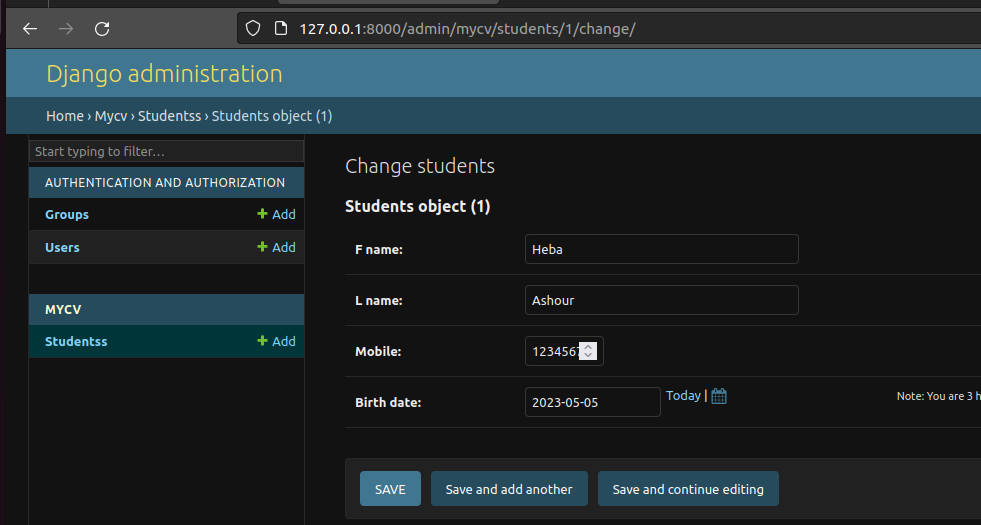 127.0.0.1:8000/admin/mycv/students/1/change/
Django administration
Home › Mycv › Studentss › Students object (1)
Start typing to filter…
AUTHENTICATION AND AUTHORIZATION
Groups + Add
Users + Add
MYCV
Studentss + Add
Change students
Students object (1)
F name: Heba
L name: Ashour
Mobile: 1234567
Birth date: 2023-05-05 Today |
Note: You are 3 h
SAVE Save and add another Save and continue editing